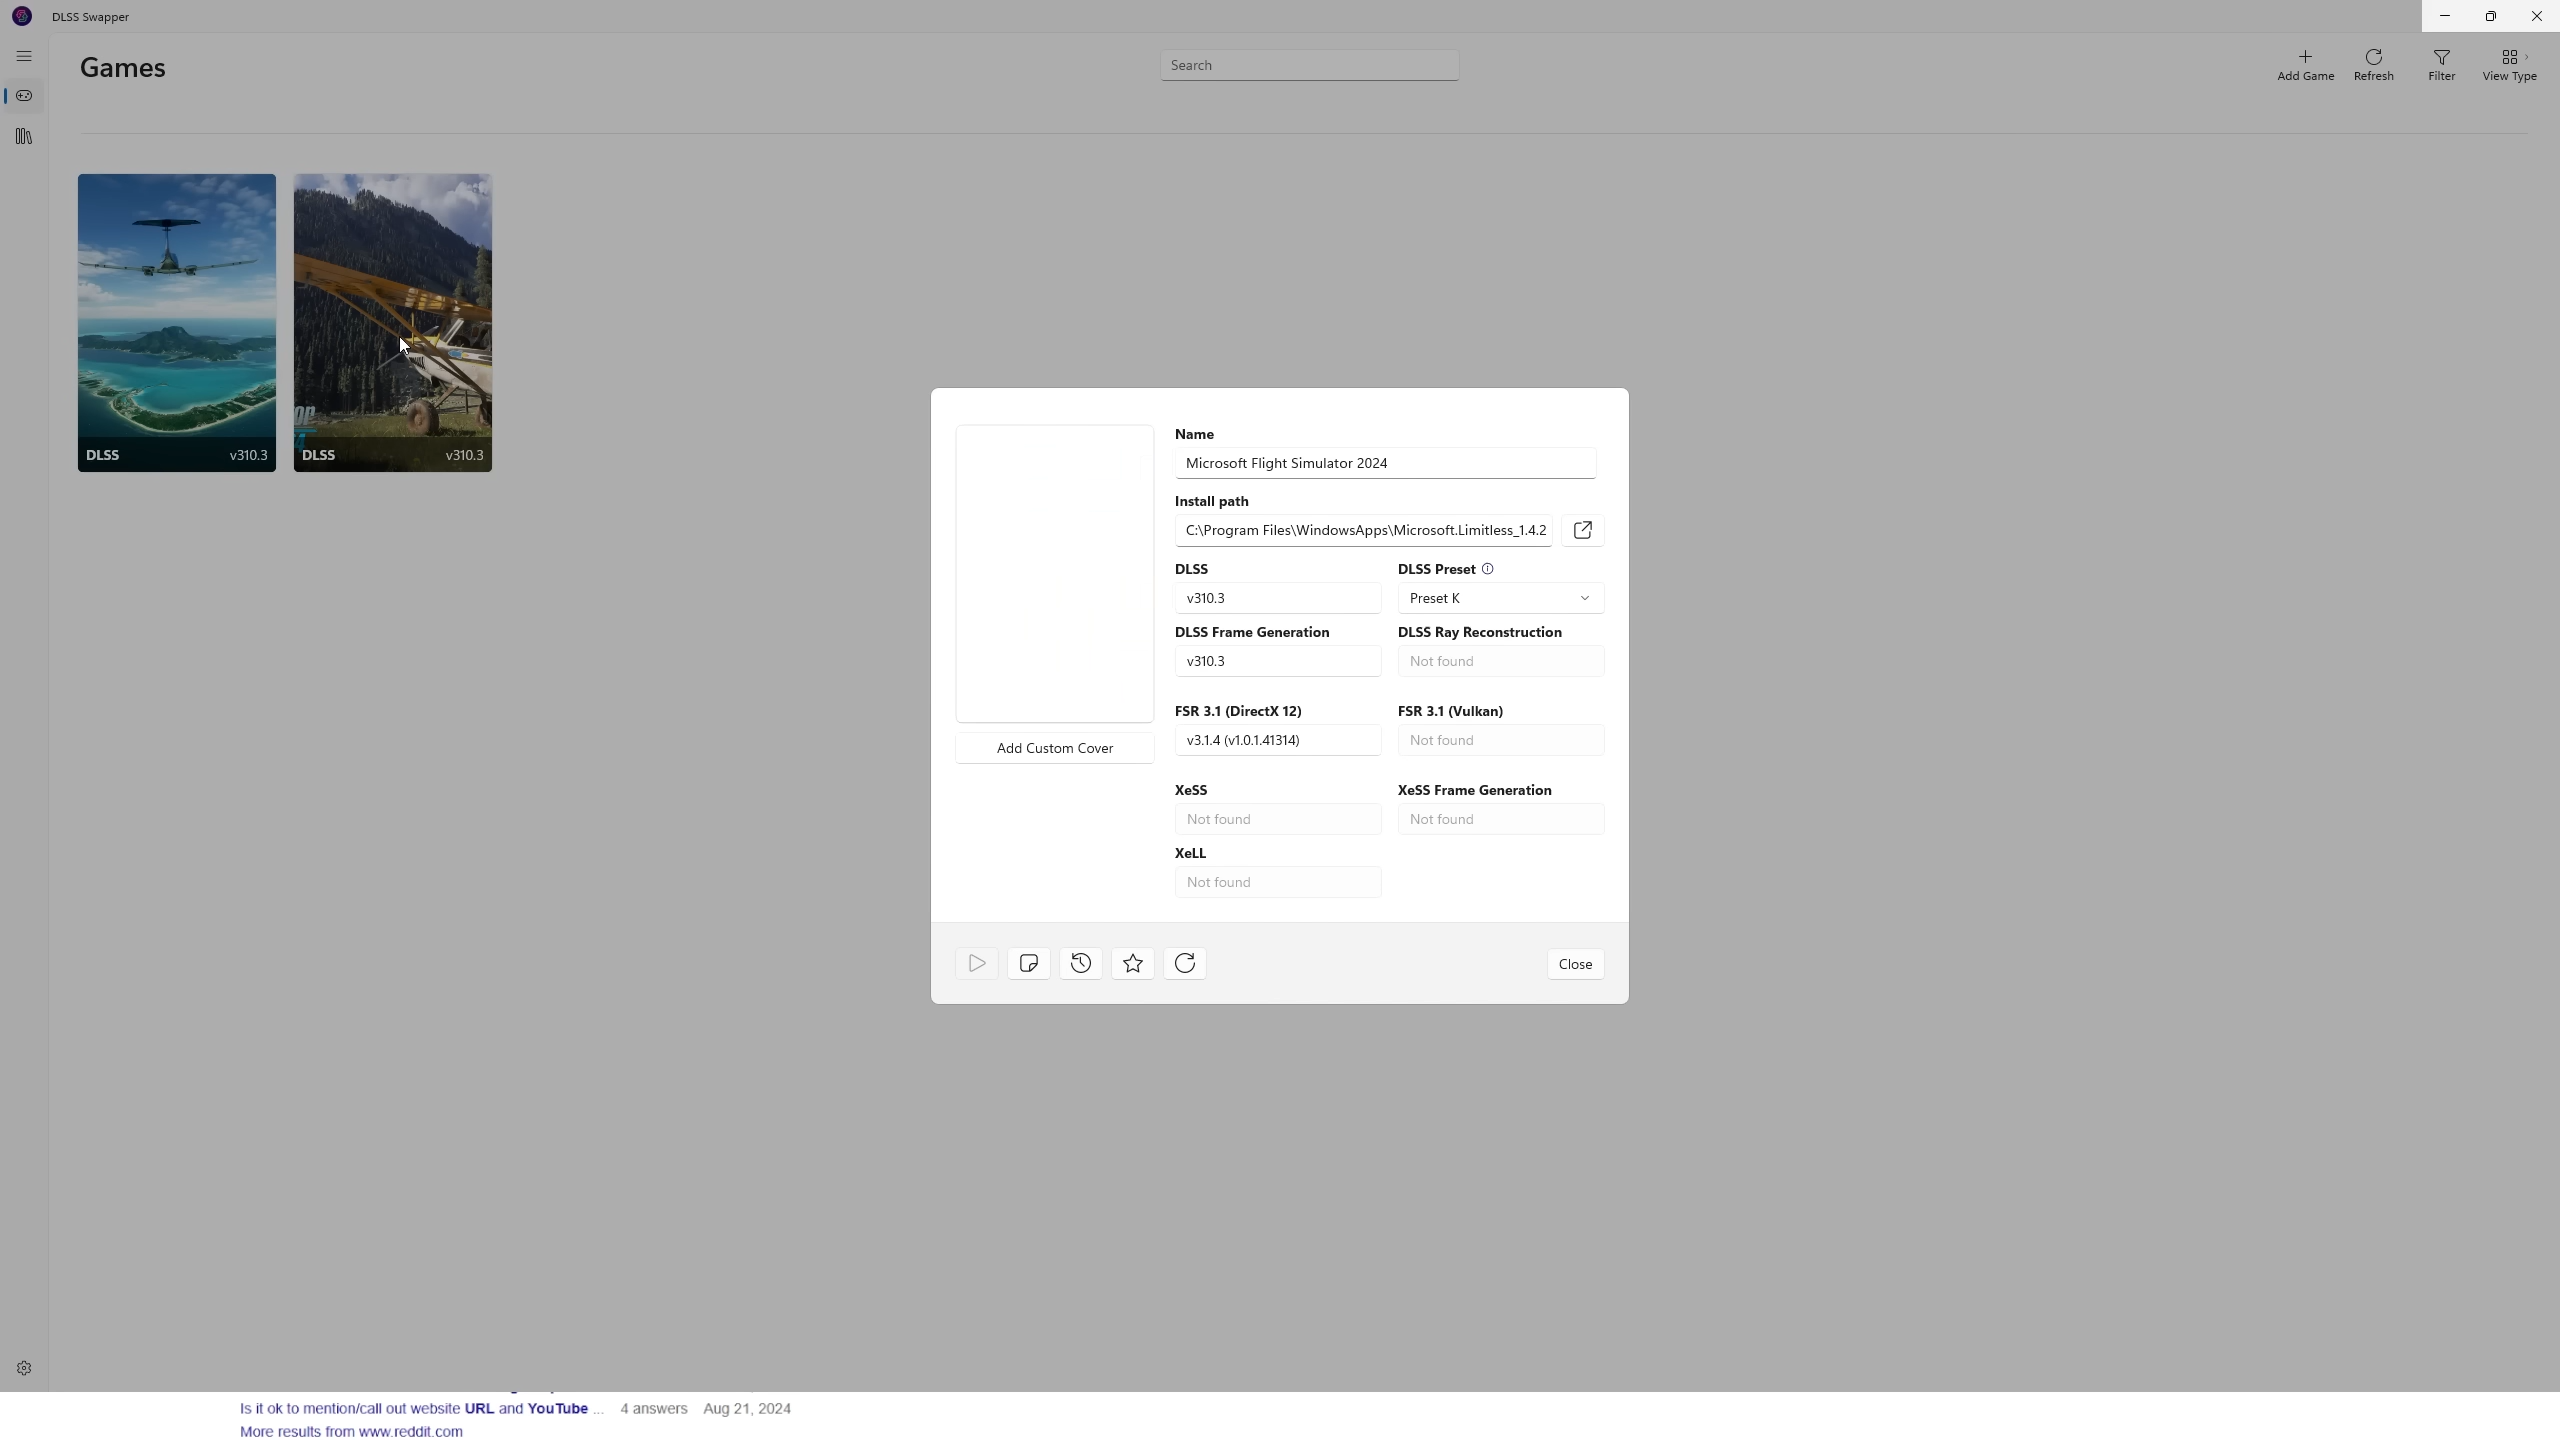 DLSS Swapper
Games
Search
Add Game
Refresh
Filter
View Type
DLSS v310.3
DLSS v310.3
Name
Microsoft Flight Simulator 2024
Install path
C:\Program Files\WindowsApps\Microsoft.Limitless_1.4.2
DLSS
DLSS Preset
v310.3
Preset K
DLSS Frame Generation
DLSS Ray Reconstruction
v310.3
Not found
FSR 3.1 (DirectX 12)
FSR 3.1 (Vulkan)
v3.1.4 (v1.0.1.41314)
Not found
Add Custom Cover
XeSS
XeSS Frame Generation
Not found
Not found
XeLL
Not found
Close
Is it ok to mention/call out website URL and YouTube ... 4 answers Aug 21, 2024
More results from www.reddit.com